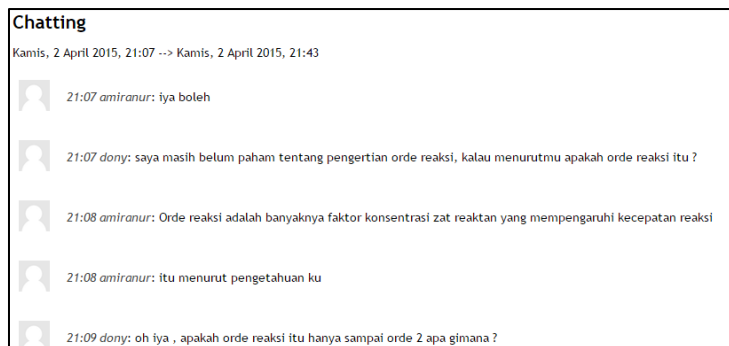 Chatting
Kamis, 2 April 2015, 21:07 --> Kamis, 2 April 2015, 21:43
21:07 amiranur: iya boleh
21:07 dony: saya masih belum paham tentang pengertian orde reaksi, kalau menurutmu apakah orde reaksi itu ?
21:08 amiranur: Orde reaksi adalah banyaknya faktor konsentrasi zat reaktan yang mempengaruhi kecepatan reaksi
21:08 amiranur: itu menurut pengetahuan ku
21:09 dony: oh iya , apakah orde reaksi itu hanya sampai orde 2 apa gimana ?